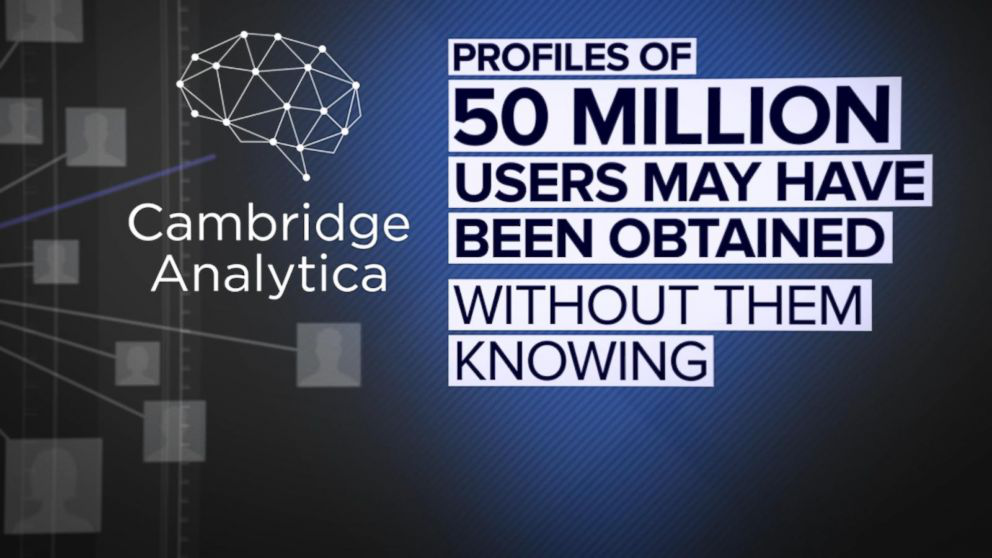 Cambridge
Analytica
PROFILES OF
50 MILLION
USERS MAY HAVE
BEEN OBTAINED
WITHOUT THEM
KNOWING